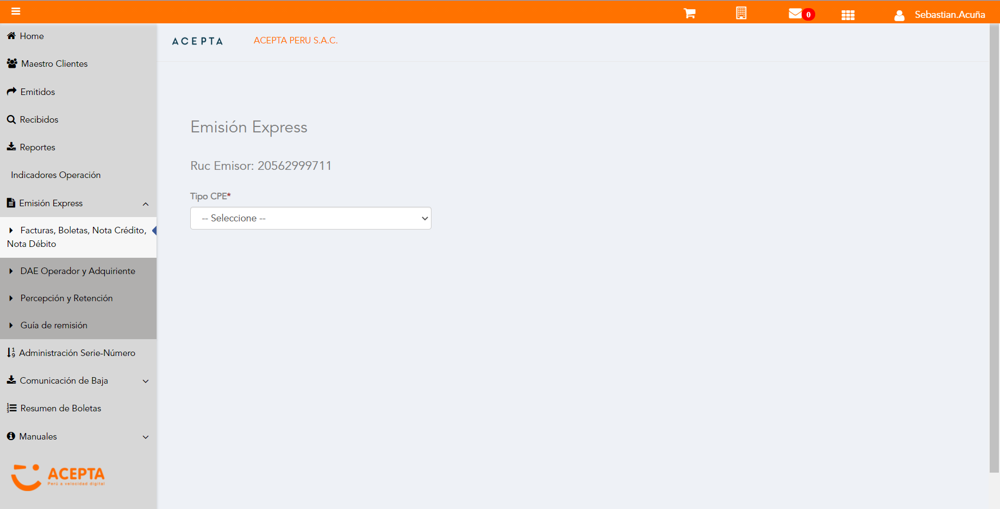 0
Sebastian.Acuña
Home
Maestro Clientes
Emitidos
Recibidos
Reportes
Indicadores Operación
Emisión Express
Facturas, Boletas, Nota Crédito,
Nota Débito
DAE Operador y Adquiriente
Percepción y Retención
Guía de remisión
Administración Serie-Número
Comunicación de Baja
Resumen de Boletas
Manuales
ACEPTA
Perú a velocidad digital
ACEPTA
ACEPTA PERU S.A.C.
Emisión Express
Ruc Emisor: 20562999711
Tipo CPE*
-- Seleccione --